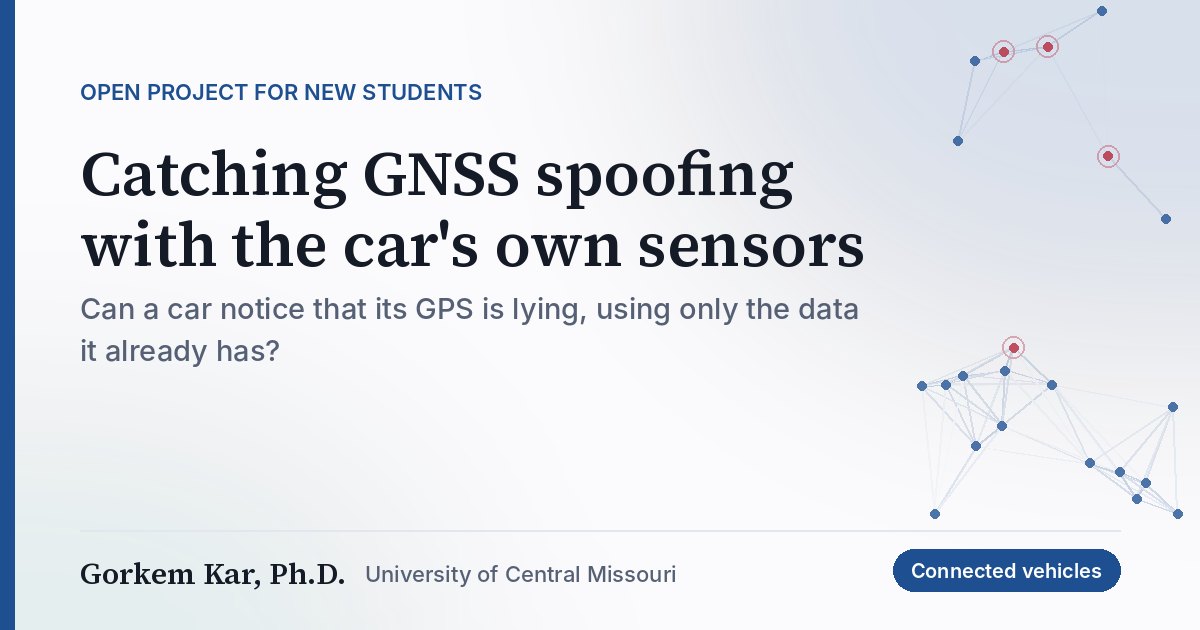 OPEN PROJECT FOR NEW STUDENTS
Catching GNSS spoofing
with the car's own sensors
Can a car notice that its GPS is lying, using only the data
it already has?
Gorkem Kar, Ph.D. University of Central Missouri
Connected vehicles